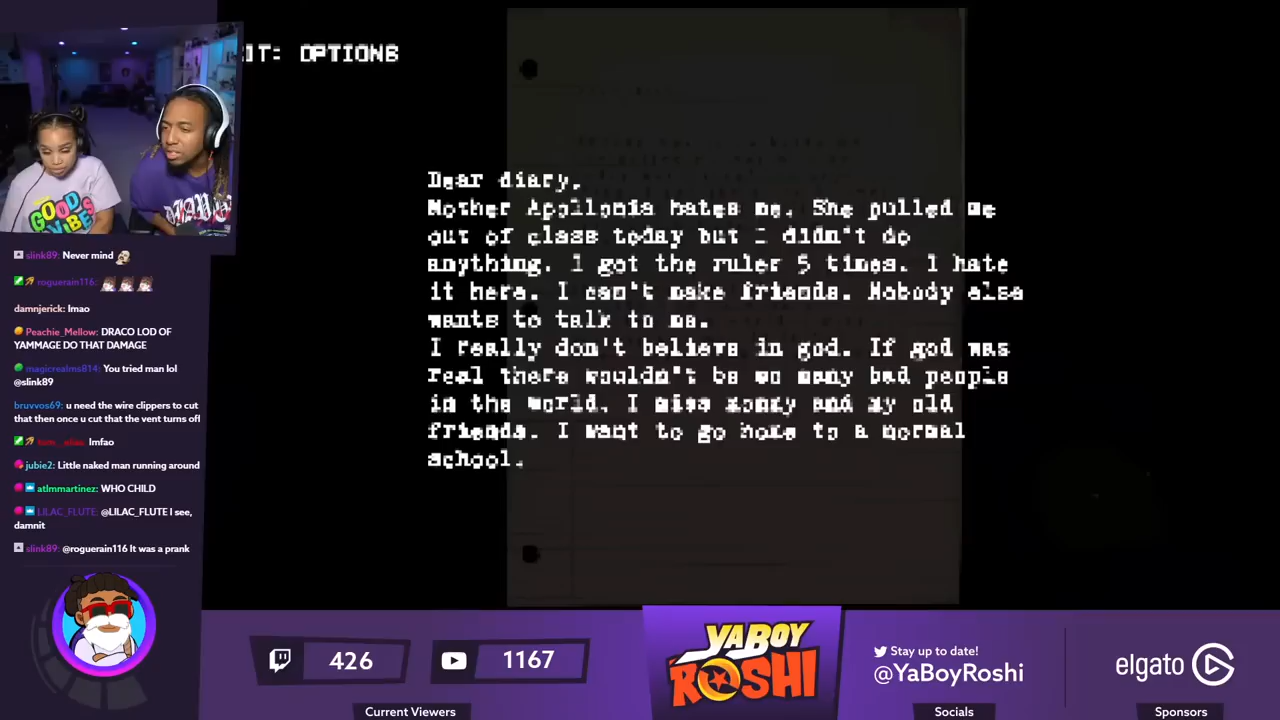 IT: OPTIONS
Dear diary,
Mother Apollonia hates me. She pulled me
out of class today but I didn't do
anything. I got the ruler 5 times. I hate
it here. I can't make friends. Nobody else
wants to talk to me.
I really don't believe in god. If god was
real there wouldn't be so many bad people
in the world. I miss mommy and my old
friends. I want to go home to a normal
school.
GOOD
VIBES
slink89: Never mind
roguerain116:
damnjerick: lmao
Peachie_Mellow: DRACO LOD OF
YAMMAGE DO THAT DAMAGE
magicrealms814: You tried man lol
@slink89
bruvvos69: u need the wire clippers to cut
that then once u cut that the vent turns off
lmfao
jubie2: Little naked man running around
atlmmartinez: WHO CHILD
LILAC_FLUTE: @LILAC_FLUTE I see,
damnit
slink89: @roguerain116 It was a prank
426
1167
Current Viewers
YABOY
ROSHI
Stay up to date!
@YaBoyRoshi
Socials
elgato
Sponsors